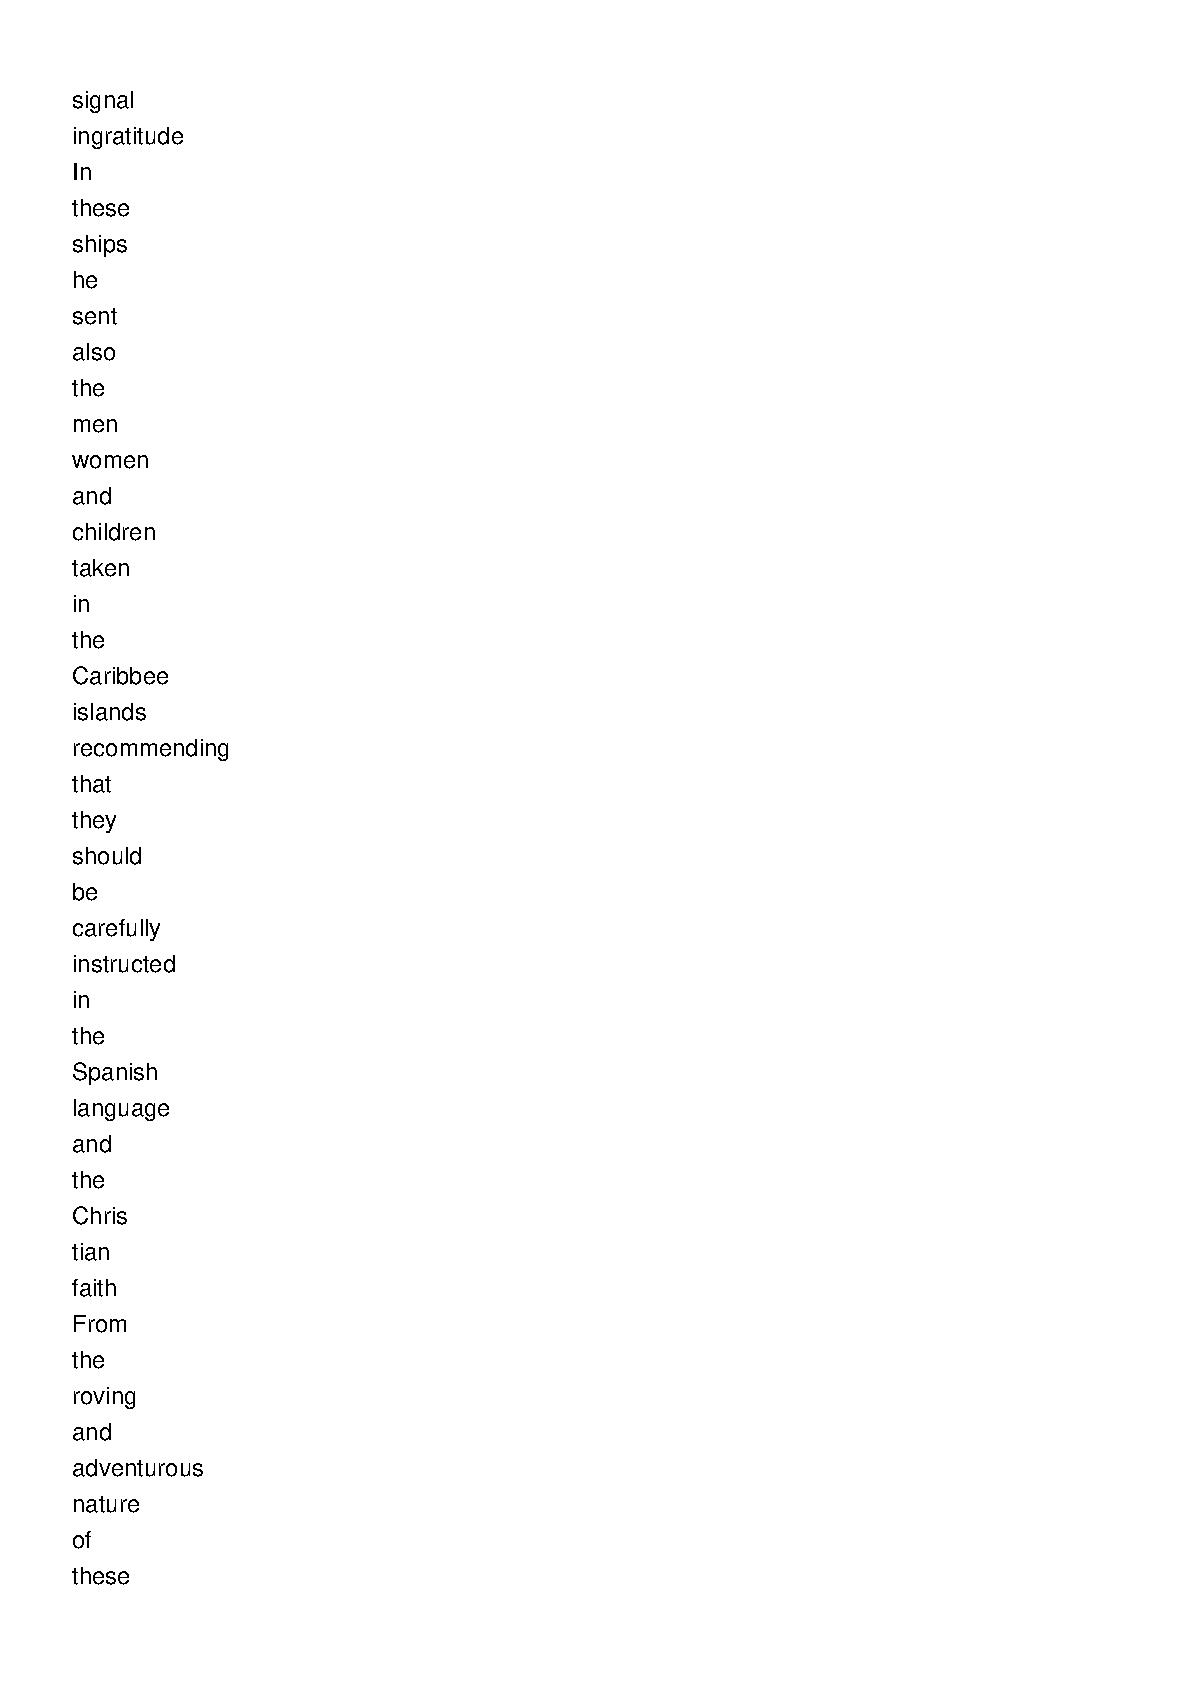 signal
ingratitude
In
these
ships
he
sent
also
the
men
women
and
children
taken
in
the
Caribbee
islands
recommending
that
they
should
be
carefully
instructed
in
the
Spanish
language
and
the
Chris
tian
faith
From
the
roving
and
adventurous
nature
of
these